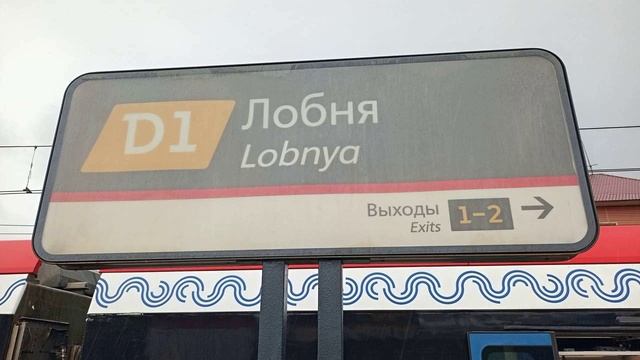 D1 Лобня
Lobnya
Выходы 1-2 →
Exits